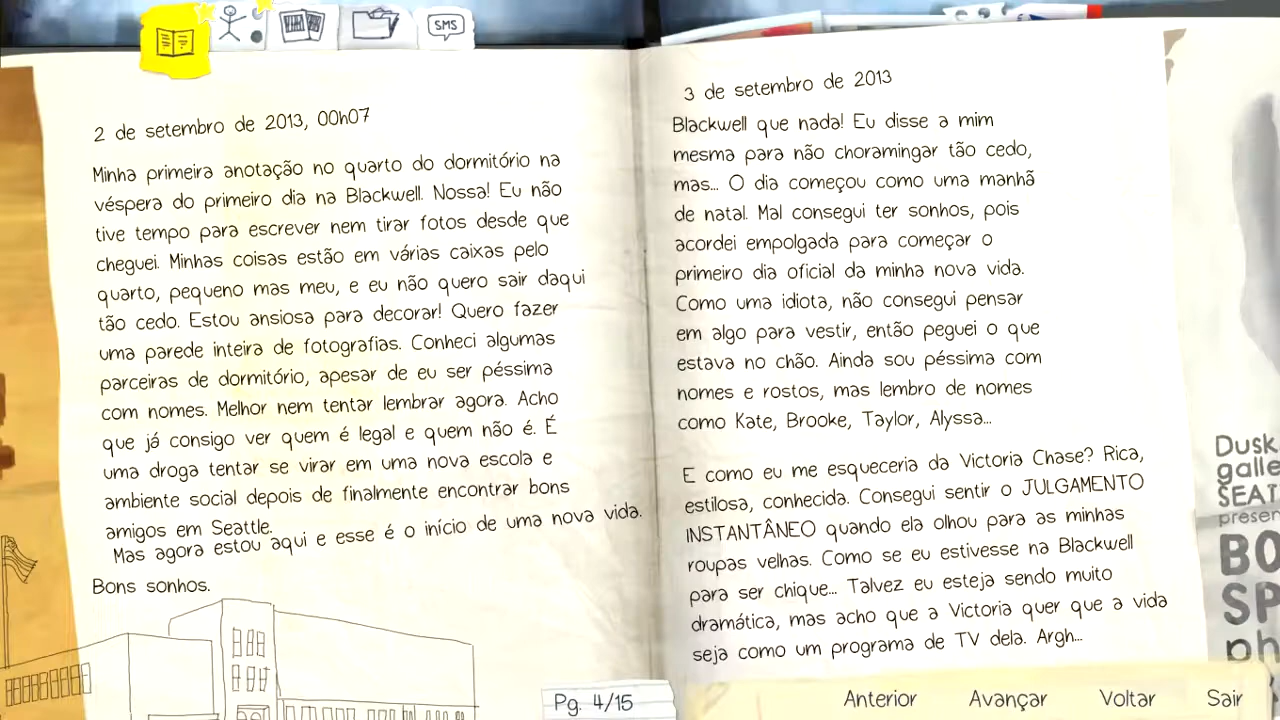 SMS
2 de setembro de 2013, 00h07
Minha primeira anotação no quarto do dormitório na
véspera do primeiro dia na Blackwell. Nossa! Eu não
tive tempo para escrever nem tirar fotos desde que
cheguei. Minhas coisas estão em várias caixas pelo
quarto, pequeno mas meu, e eu não quero sair daqui
tão cedo. Estou ansiosa para decorar! Quero fazer
uma parede inteira de fotografias. Conheci algumas
parceiras de dormitório, apesar de eu ser péssima
com nomes. Melhor nem tentar lembrar agora. Acho
que já consigo ver quem é legal e quem não é. É
uma droga tentar se virar em uma nova escola e
ambiente social depois de finalmente encontrar bons
amigos em Seattle.
Mas agora estou aqui e esse é o início de uma nova vida.
Bons sonhos.
3 de setembro de 2013
Blackwell que nada! Eu disse a mim
mesma para não choramingar tão cedo,
mas... O dia começou como uma manhã
de natal. Mal consegui ter sonhos, pois
acordei empolgada para começar o
primeiro dia oficial da minha nova vida.
Como uma idiota, não consegui pensar
em algo para vestir, então peguei o que
estava no chão. Ainda sou péssima com
nomes e rostos, mas lembro de nomes
como Kate, Brooke, Taylor, Alyssa...
E como eu me esqueceria da Victoria Chase? Rica,
estilosa, conhecida. Consegui sentir o JULGAMENTO
INSTANTÂNEO quando ela olhou para as minhas
roupas velhas. Como se eu estivesse na Blackwell
para ser chique... Talvez eu esteja sendo muito
dramática, mas acho que a Victoria quer que a vida
seja como um programa de TV dela. Argh...
Dusk
galle
SEAT
presen
BO
SP
ph
Pg. 4/15
Anterior Avançar Voltar Sair